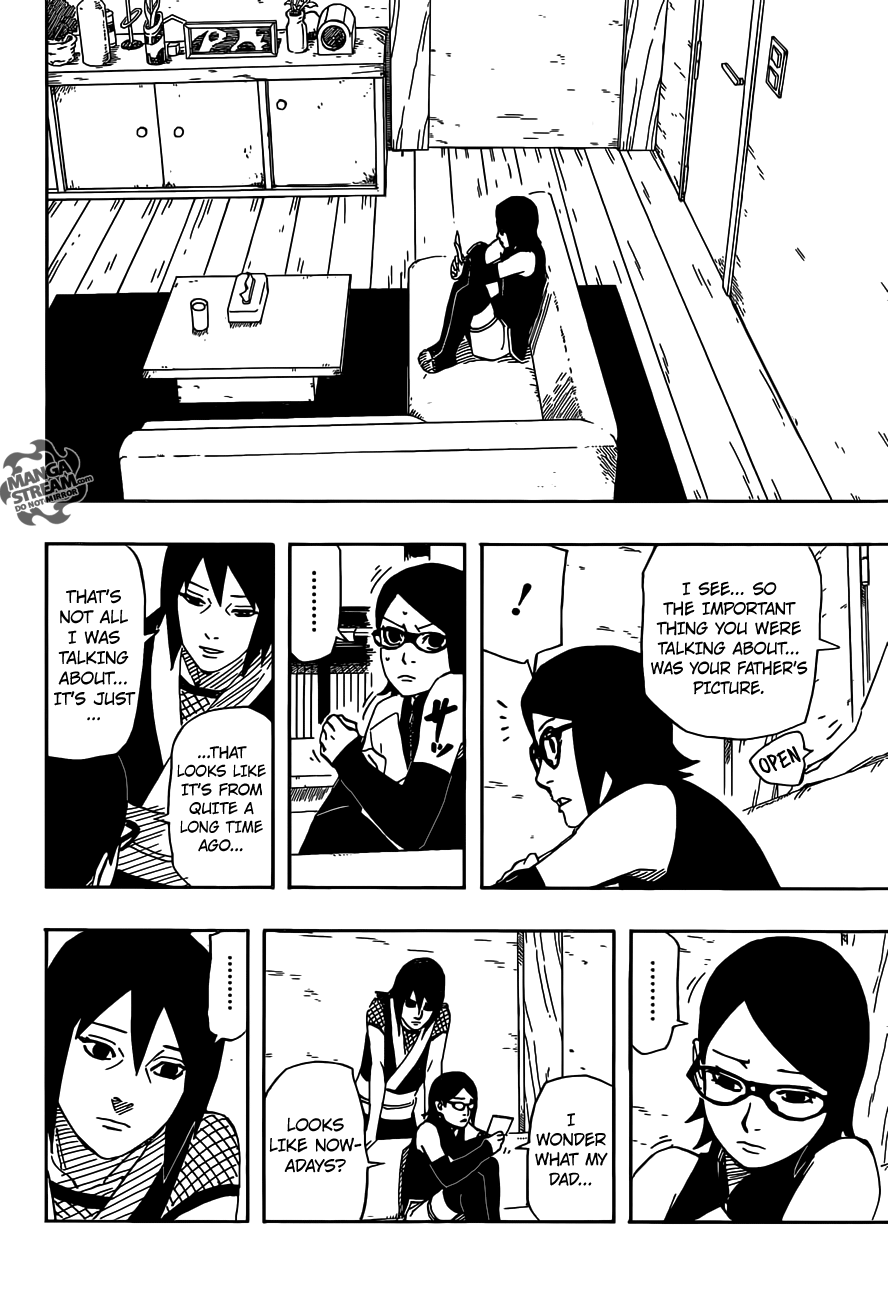 MANGA
STREAM.com
DO NOT MIRROR
I SEE... SO
THE IMPORTANT
THING YOU WERE
TALKING ABOUT...
WAS YOUR FATHER'S
PICTURE.
OPEN
!
.......
サッ
THAT'S
NOT ALL
I WAS
TALKING
ABOUT...
IT'S JUST
...
...THAT
LOOKS LIKE
IT'S FROM
QUITE A
LONG TIME
AGO...
.......
I
WONDER
WHAT MY
DAD...
LOOKS
LIKE NOW-
ADAYS?
.......